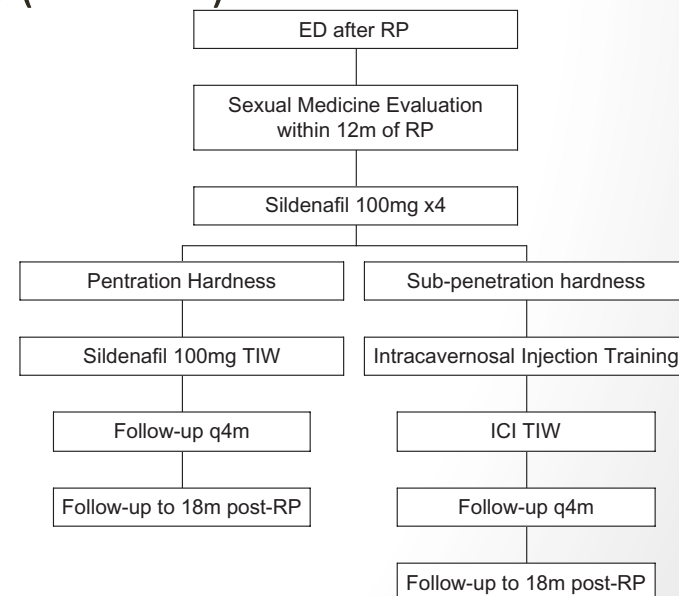 ED after RP
Sexual Medicine Evaluation
within 12m of RP
Sildenafil 100mg x4
Pentration Hardness
Sub-penetration hardness
Sildenafil 100mg TIW
Intracavernosal Injection Training
Follow-up q4m
ICI TIW
Follow-up to 18m post-RP
Follow-up q4m
Follow-up to 18m post-RP